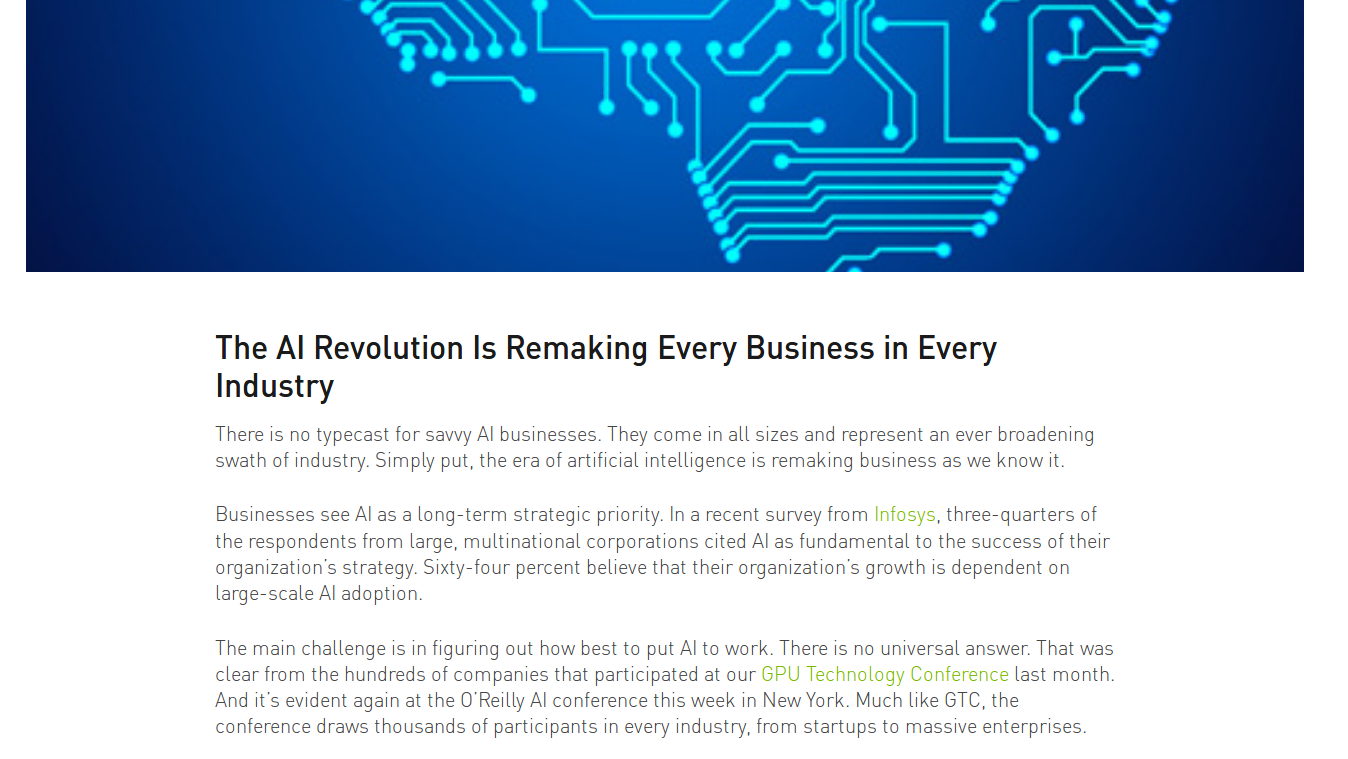 The AI Revolution Is Remaking Every Business in Every
Industry
There is no typecast for savvy AI businesses. They come in all sizes and represent an ever broadening
swath of industry. Simply put, the era of artificial intelligence is remaking business as we know it.
Businesses see AI as a long-term strategic priority. In a recent survey from Infosys, three-quarters of
the respondents from large, multinational corporations cited AI as fundamental to the success of their
organization’s strategy. Sixty-four percent believe that their organization’s growth is dependent on
large-scale AI adoption.
The main challenge is in figuring out how best to put AI to work. There is no universal answer. That was
clear from the hundreds of companies that participated at our GPU Technology Conference last month.
And it’s evident again at the O’Reilly AI conference this week in New York. Much like GTC, the
conference draws thousands of participants in every industry, from startups to massive enterprises.